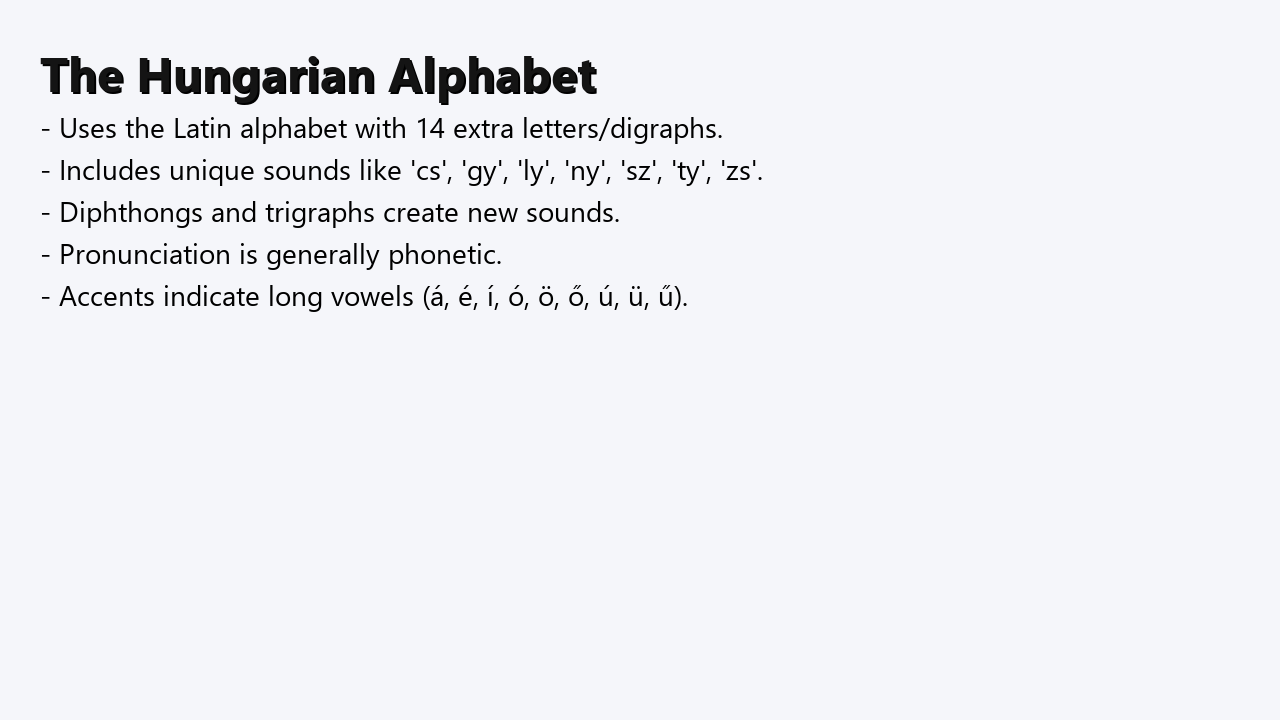 The Hungarian Alphabet
- Uses the Latin alphabet with 14 extra letters/digraphs.
- Includes unique sounds like 'cs', 'gy', 'ly', 'ny', 'sz', 'ty', 'zs'.
- Diphthongs and trigraphs create new sounds.
- Pronunciation is generally phonetic.
- Accents indicate long vowels (á, é, í, ó, ö, ő, ú, ü, ű).